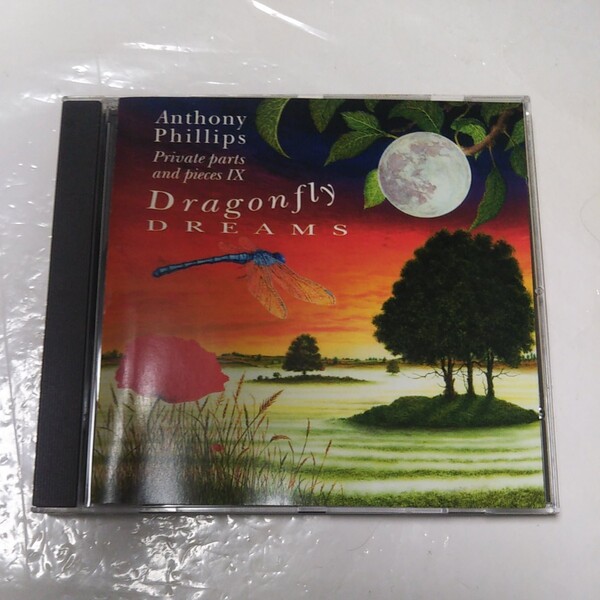 Anthony
Phillips
Private parts
and pieces IX
Dragonfly
DREAMS